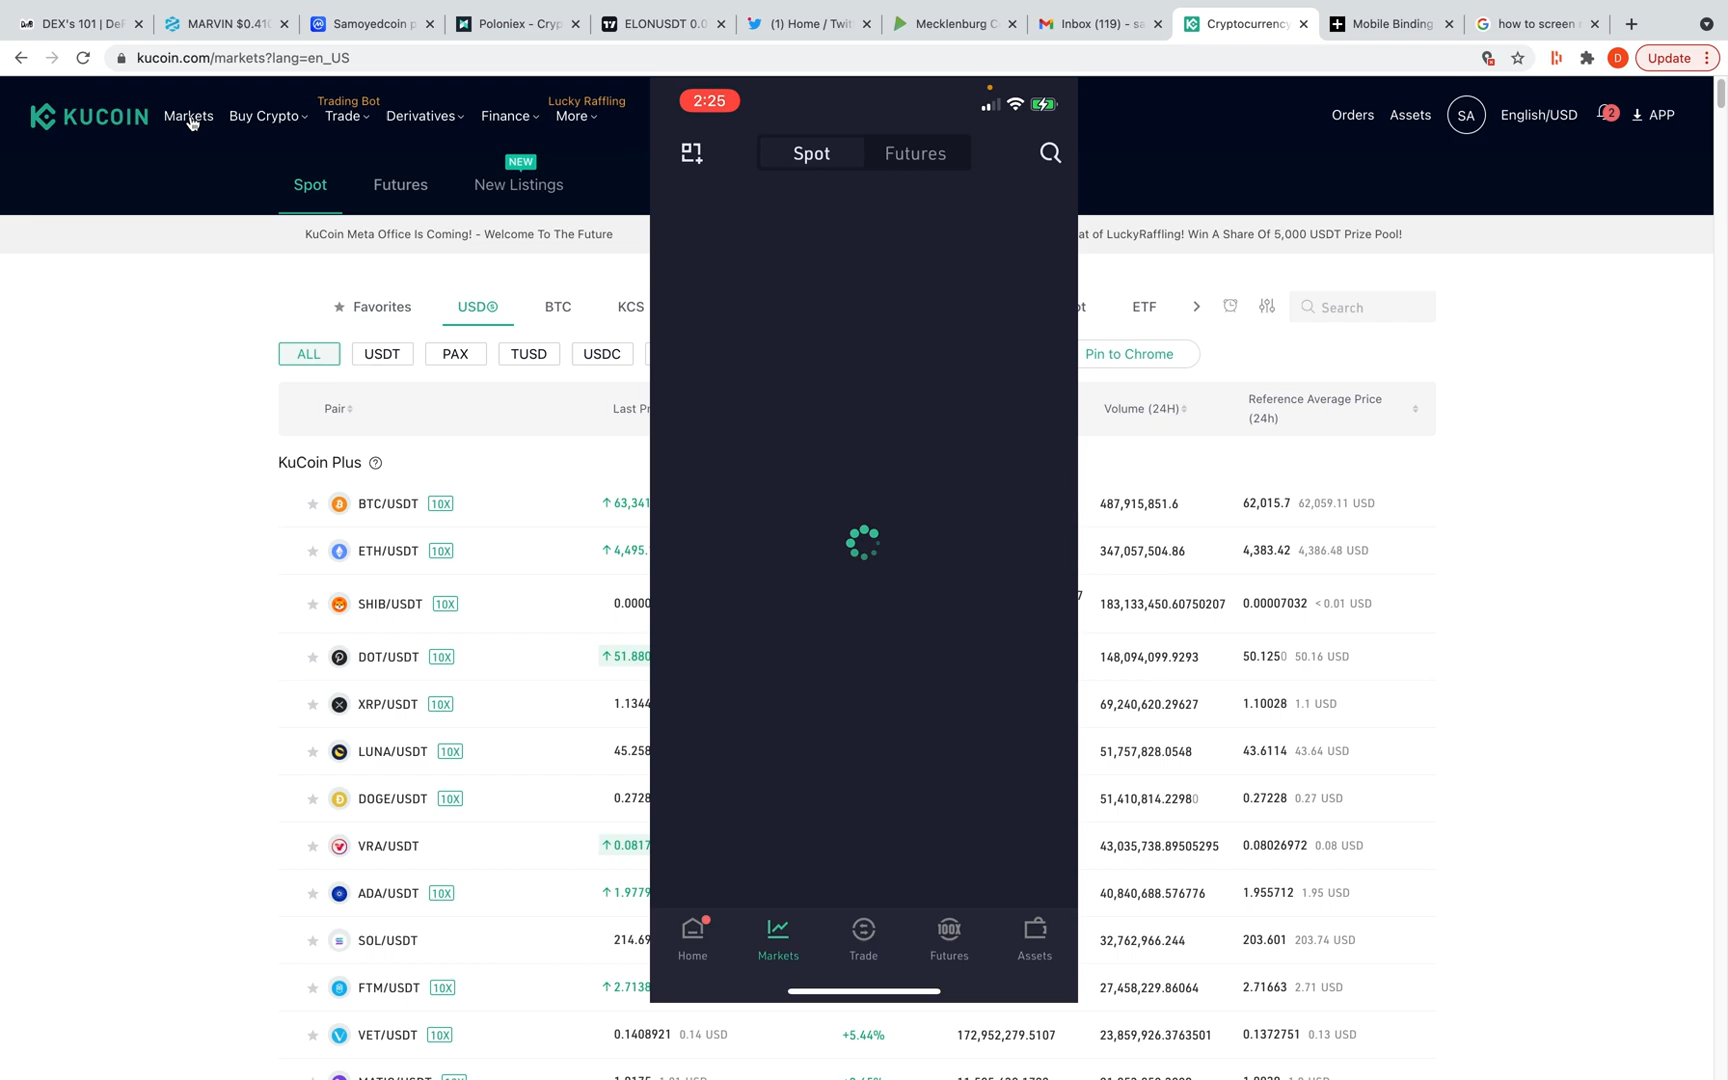 DEX's 101 | DeF
MARVIN $0.410
Samoyedcoin p
Poloniex - Cryp
ELONUSDT 0.0
(1) Home / Twit
Mecklenburg C
Inbox (119) - sa
Cryptocurrency
Mobile Binding
how to screen
kucoin.com/markets?lang=en_US
D
Update
Trading Bot
Lucky Raffling
KUCOIN
Markets
Buy Crypto
Trade
Derivatives
Finance
More
Orders
Assets
SA
English/USD
2
APP
2:25
Spot
Futures
NEW
Spot
Futures
New Listings
KuCoin Meta Office Is Coming! - Welcome To The Future
at of LuckyRaffling! Win A Share Of 5,000 USDT Prize Pool!
Favorites
USDⓈ
BTC
KCS
ot
ETF
Search
ALL
USDT
PAX
TUSD
USDC
Pin to Chrome
Pair
Last Pr
Volume (24H)
Reference Average Price
(24h)
KuCoin Plus
BTC/USDT 10X ↑ 63,341 487,915,851.6 62,015.7 62,059.11 USD
ETH/USDT 10X ↑ 4,495. 347,057,504.86 4,383.42 4,386.48 USD
7
SHIB/USDT 10X 0.0000 183,133,450.60750207 0.00007032 < 0.01 USD
DOT/USDT 10X ↑ 51.880 148,094,099.9293 50.1250 50.16 USD
XRP/USDT 10X 1.1344 69,240,620.29627 1.10028 1.1 USD
LUNA/USDT 10X 45.258 51,757,828.0548 43.6114 43.64 USD
DOGE/USDT 10X 0.2728 51,410,814.22980 0.27228 0.27 USD
VRA/USDT ↑ 0.0817 43,035,738.89505295 0.08026972 0.08 USD
ADA/USDT 10X ↑ 1.9779 40,840,688.576776 1.955712 1.95 USD
SOL/USDT 214.69 32,762,966.244 203.601 203.74 USD
100X
Home
Markets
Trade
Futures
Assets
FTM/USDT 10X ↑ 2.7138 27,458,229.86064 2.71663 2.71 USD
VET/USDT 10X 0.1408921 0.14 USD +5.44% 172,952,279.5107 23,859,926.3763501 0.1372751 0.13 USD